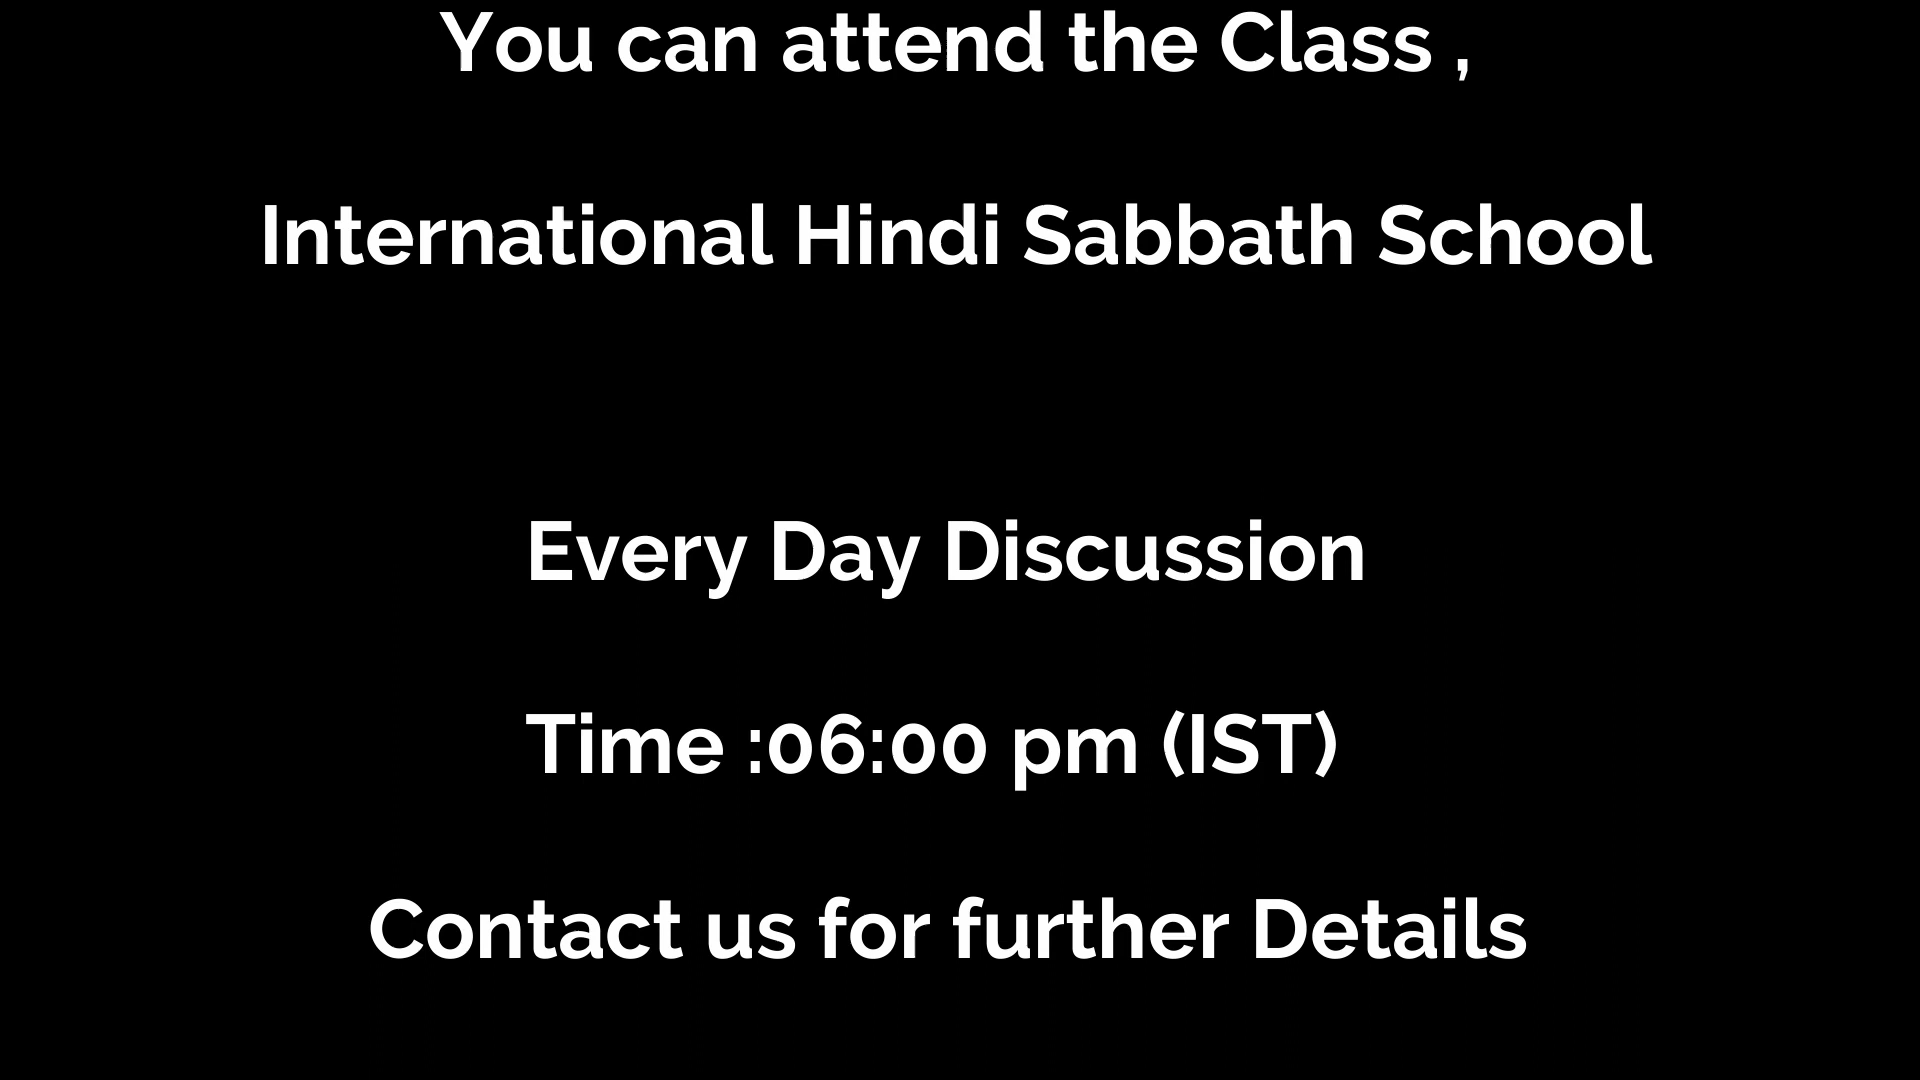 You can attend the Class ,
International Hindi Sabbath School
Every Day Discussion
Time :06:00 pm (IST)
Contact us for further Details